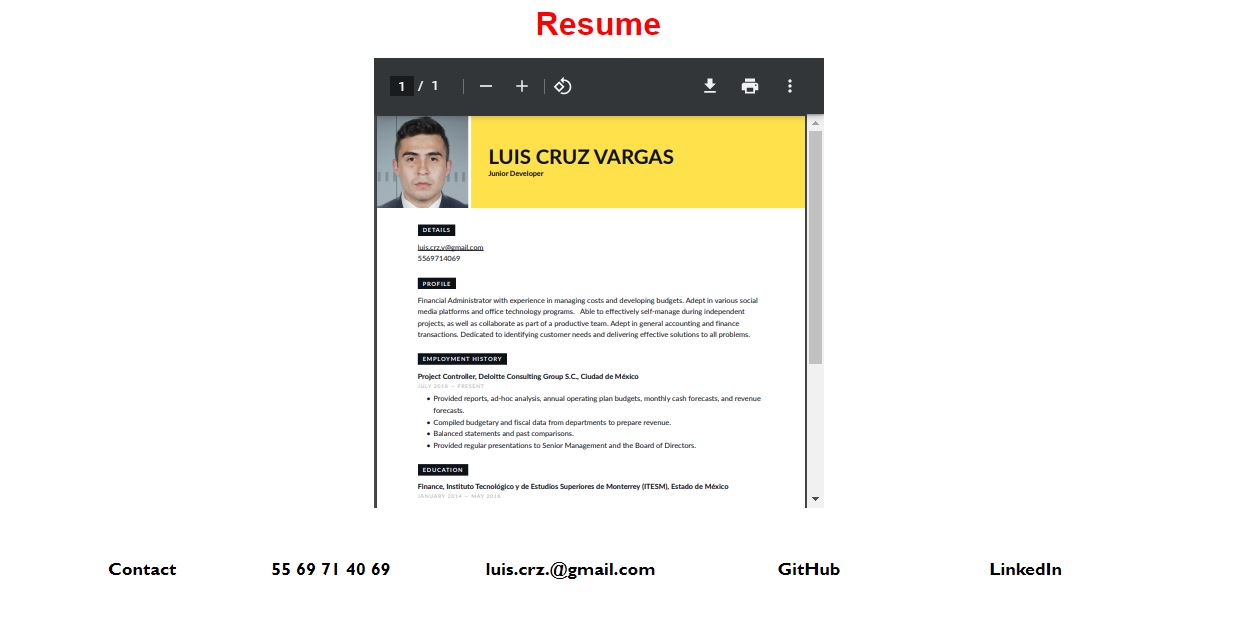 Resume
1 / 1
LUIS CRUZ VARGAS
Junior Developer
DETAILS
luis.crz.v@gmail.com
5569714069
PROFILE
Financial Administrator with experience in managing costs and developing budgets. Adept in various social
media platforms and office technology programs. Able to effectively self-manage during independent
projects, as well as collaborate as part of a productive team. Adept in general accounting and finance
transactions. Dedicated to identifying customer needs and delivering effective solutions to all problems.
EMPLOYMENT HISTORY
Project Controller, Deloitte Consulting Group S.C., Ciudad de México
JULY 2018 — PRESENT
• Provided reports, ad-hoc analysis, annual operating plan budgets, monthly cash forecasts, and revenue
forecasts.
• Compiled budgetary and fiscal data from departments to prepare revenue.
• Balanced statements and past comparisons.
• Provided regular presentations to Senior Management and the Board of Directors.
EDUCATION
Finance, Instituto Tecnológico y de Estudios Superiores de Monterrey (ITESM), Estado de México
JANUARY 2014 — MAY 2018
Contact 55 69 71 40 69 luis.crz.@gmail.com GitHub LinkedIn